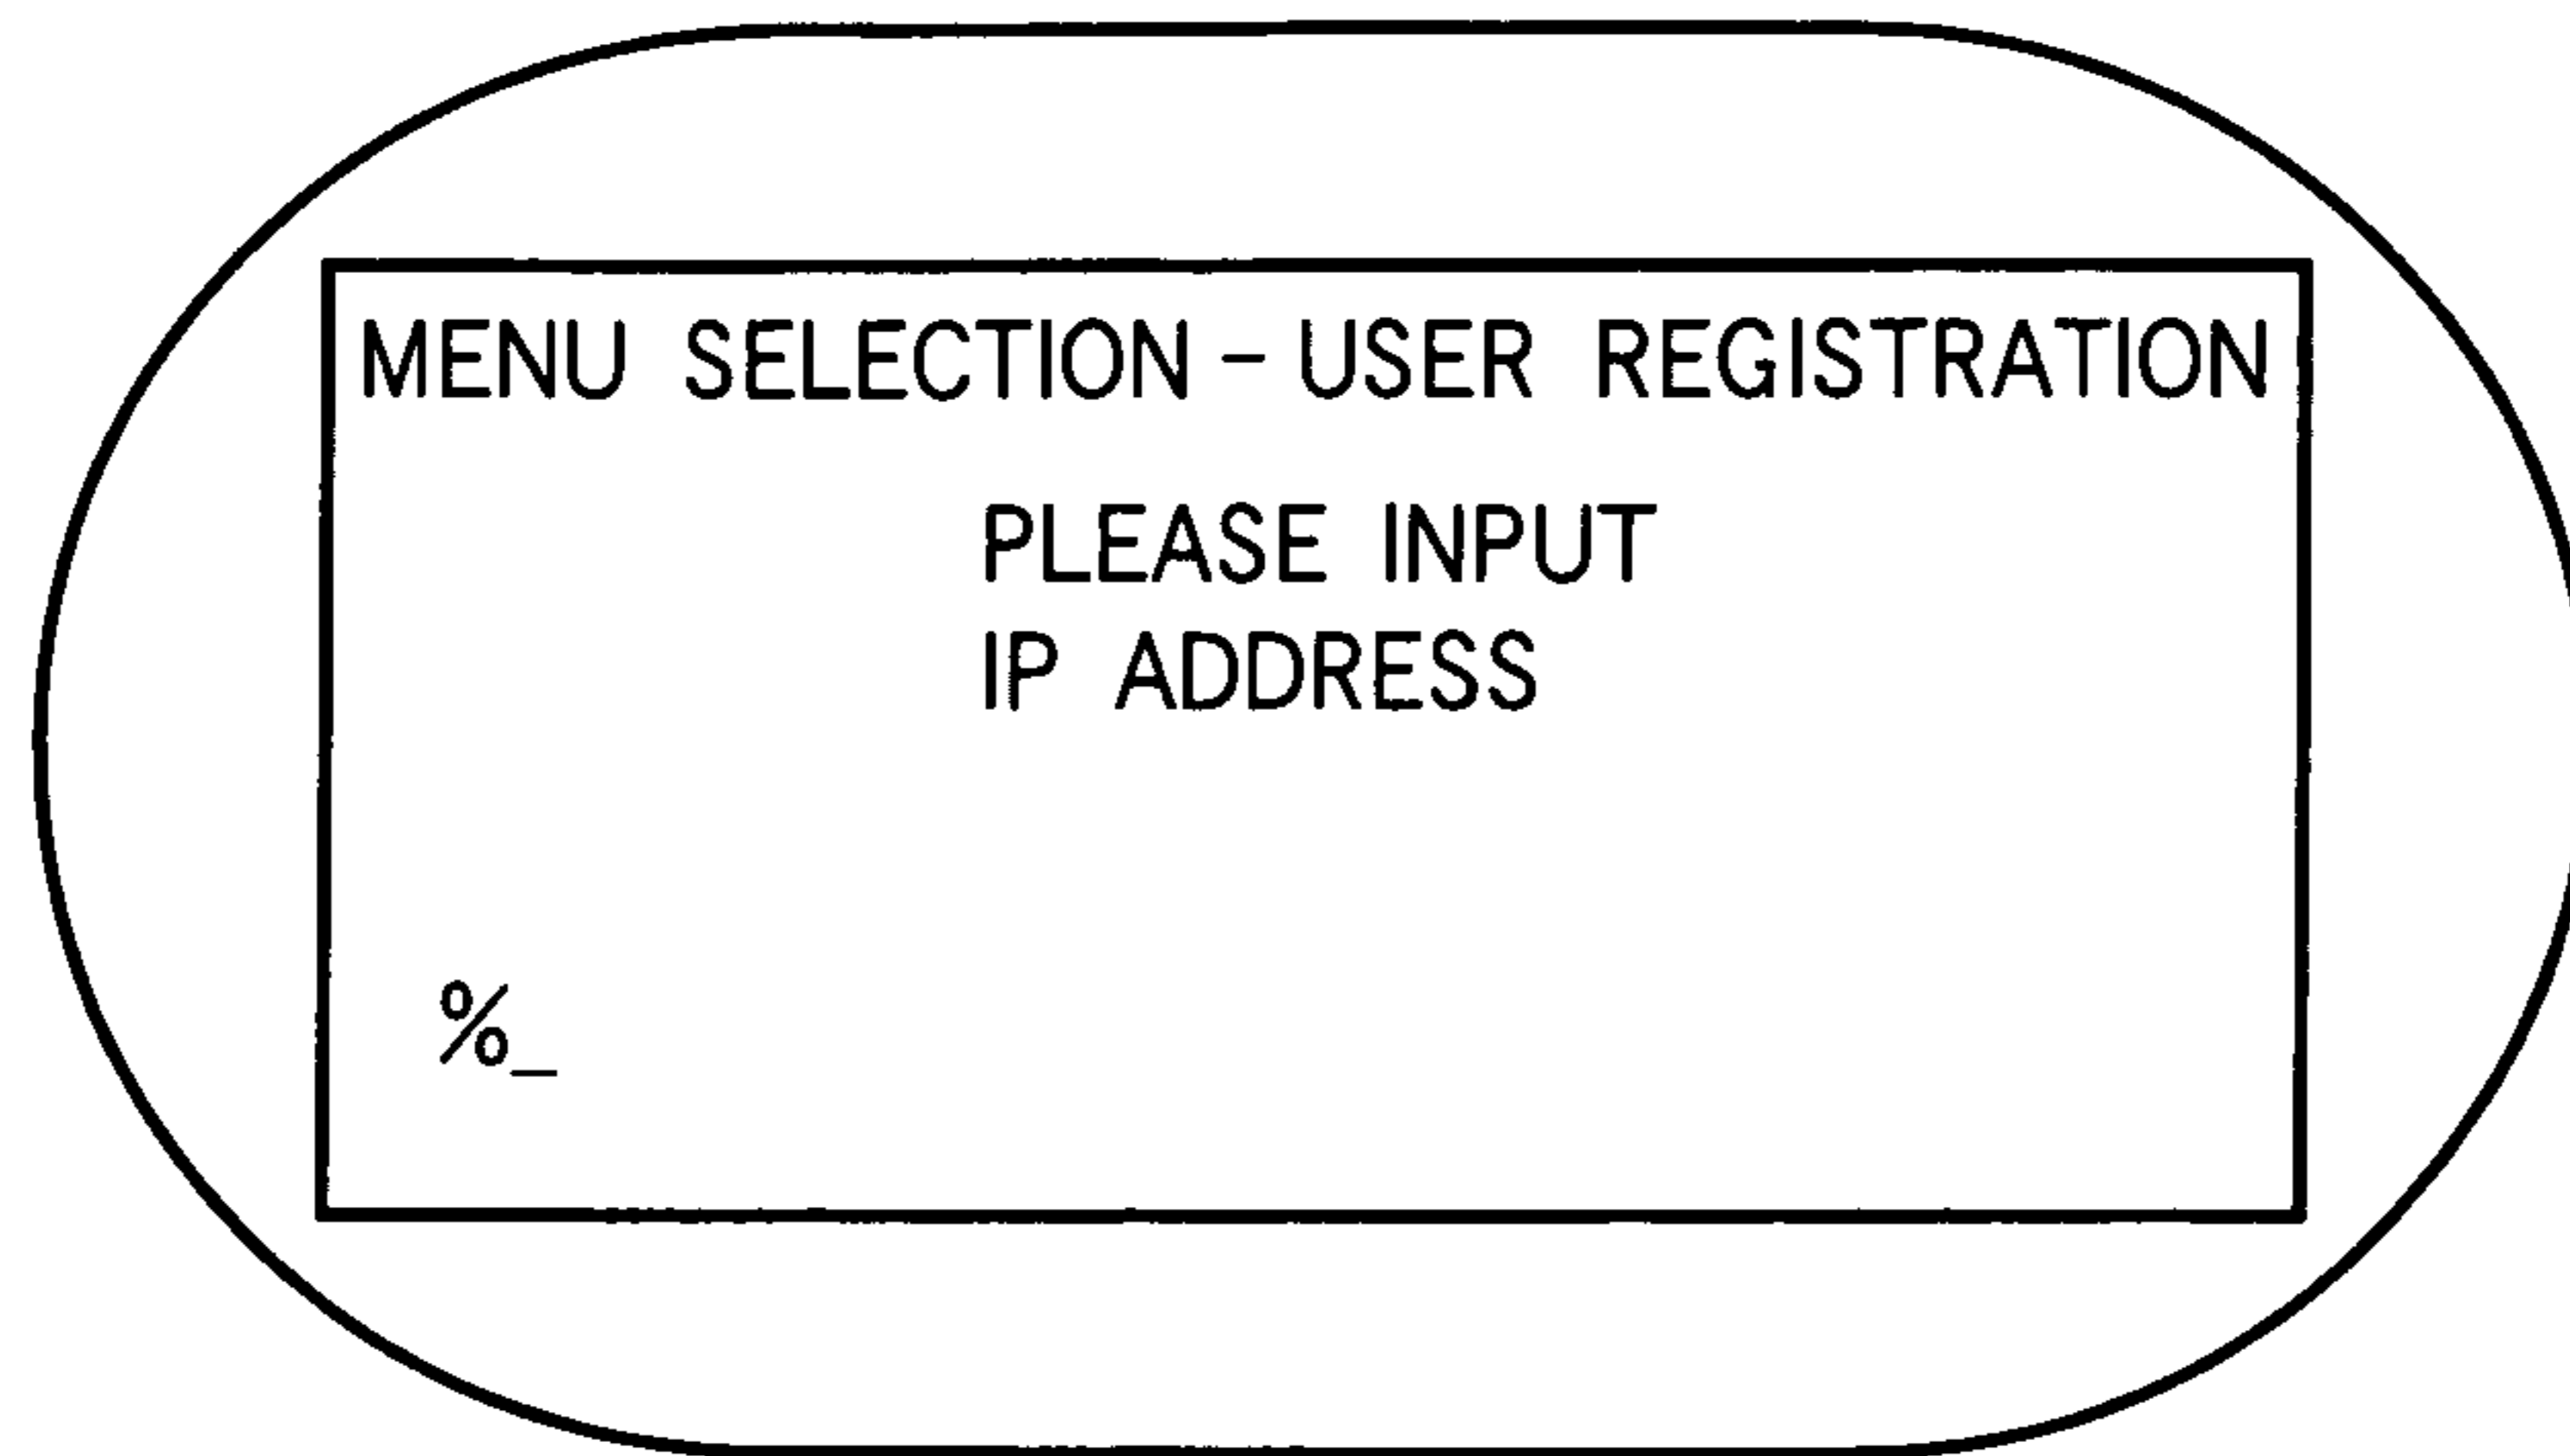 MENU SELECTION - USER REGISTRATION
PLEASE INPUT
IP ADDRESS
%_